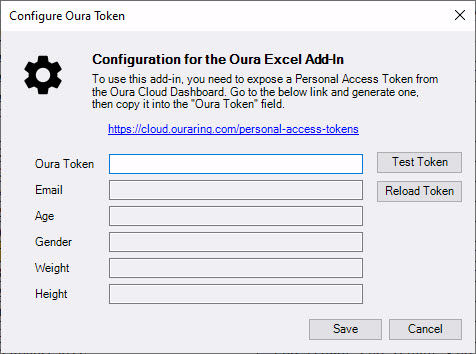 Configure Oura Token
Configuration for the Oura Excel Add-In
To use this add-in, you need to expose a Personal Access Token from
the Oura Cloud Dashboard. Go to the below link and generate one,
then copy it into the "Oura Token" field.
https://cloud.ouraring.com/personal-access-tokens
Oura Token
Test Token
Email
Reload Token
Age
Gender
Weight
Height
Save
Cancel